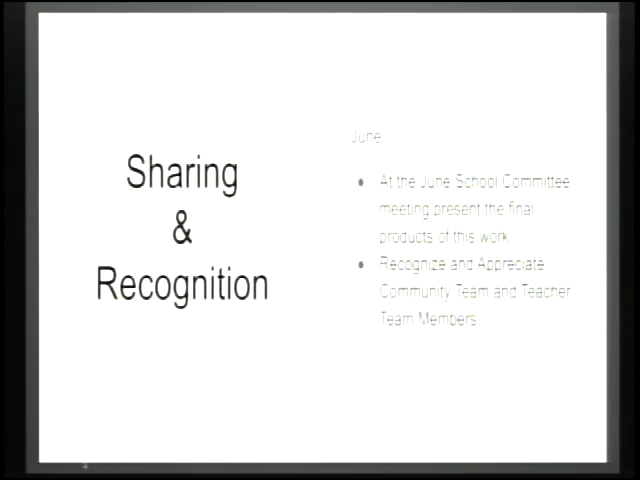 Sharing
&
Recognition
June
• At the June School Committee
meeting present the final
products of this work
• Recognize and Appreciate
Community Team and Teacher
Team Members